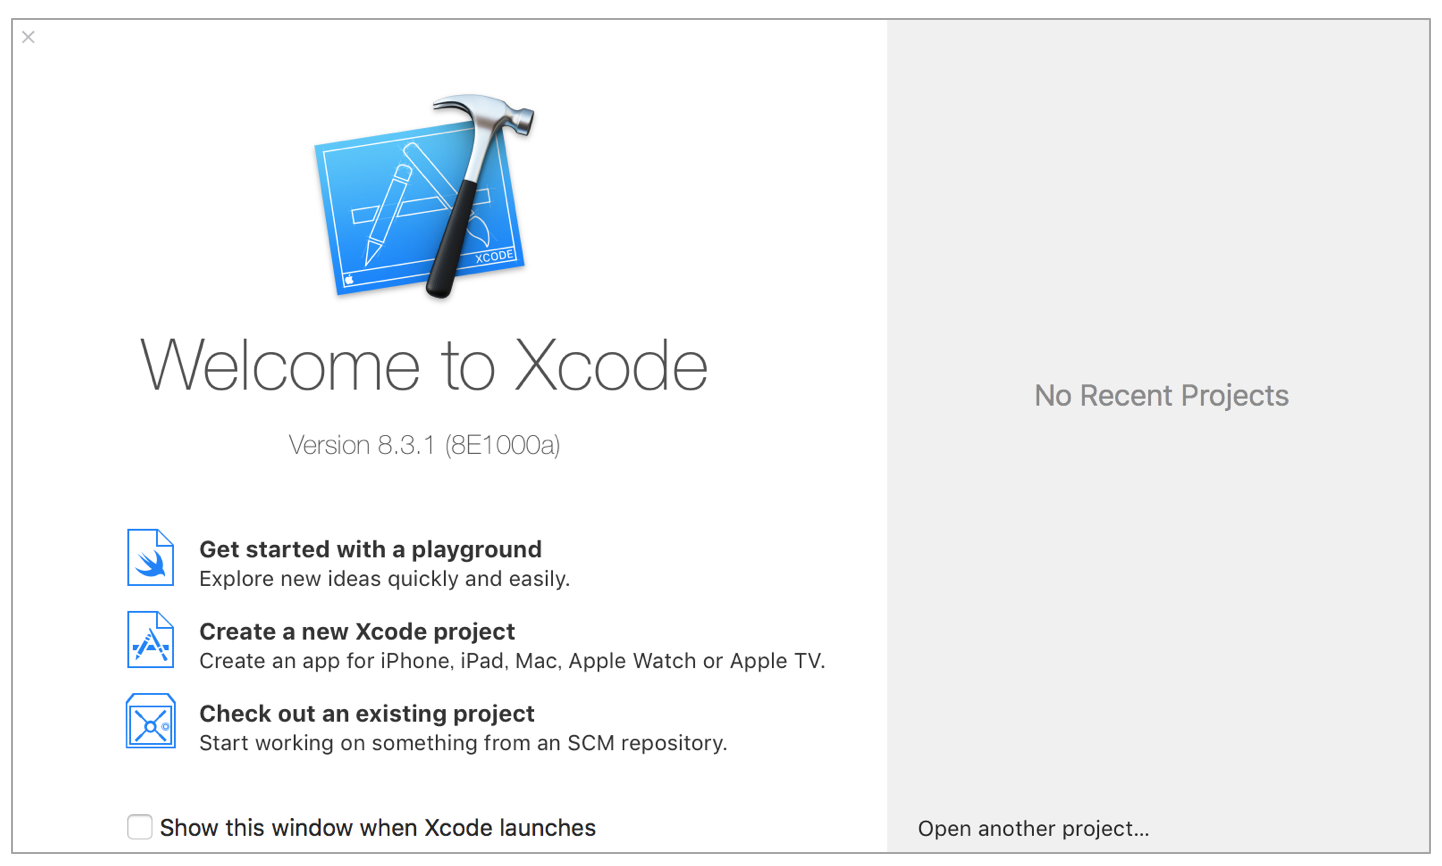 XCODE
Welcome to Xcode
Version 8.3.1 (8E1000a)
Get started with a playground
Explore new ideas quickly and easily.
Create a new Xcode project
Create an app for iPhone, iPad, Mac, Apple Watch or Apple TV.
Check out an existing project
Start working on something from an SCM repository.
Show this window when Xcode launches
No Recent Projects
Open another project...